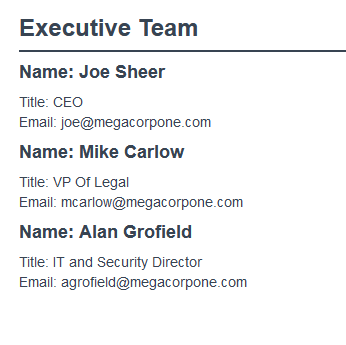 Executive Team
Name: Joe Sheer
Title: CEO
Email: joe@megacorpone.com
Name: Mike Carlow
Title: VP Of Legal
Email: mcarlow@megacorpone.com
Name: Alan Grofield
Title: IT and Security Director
Email: agrofield@megacorpone.com